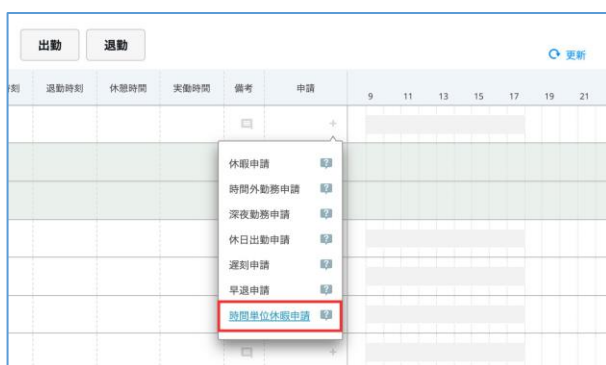 出勤 退勤
更新
刻 退勤時刻 休憩時間 実働時間 備考 申請 9 11 13 15 17 19 21
休暇申請
時間外勤務申請
深夜勤務申請
休日出勤申請
遅刻申請
早退申請
時間単位休暇申請